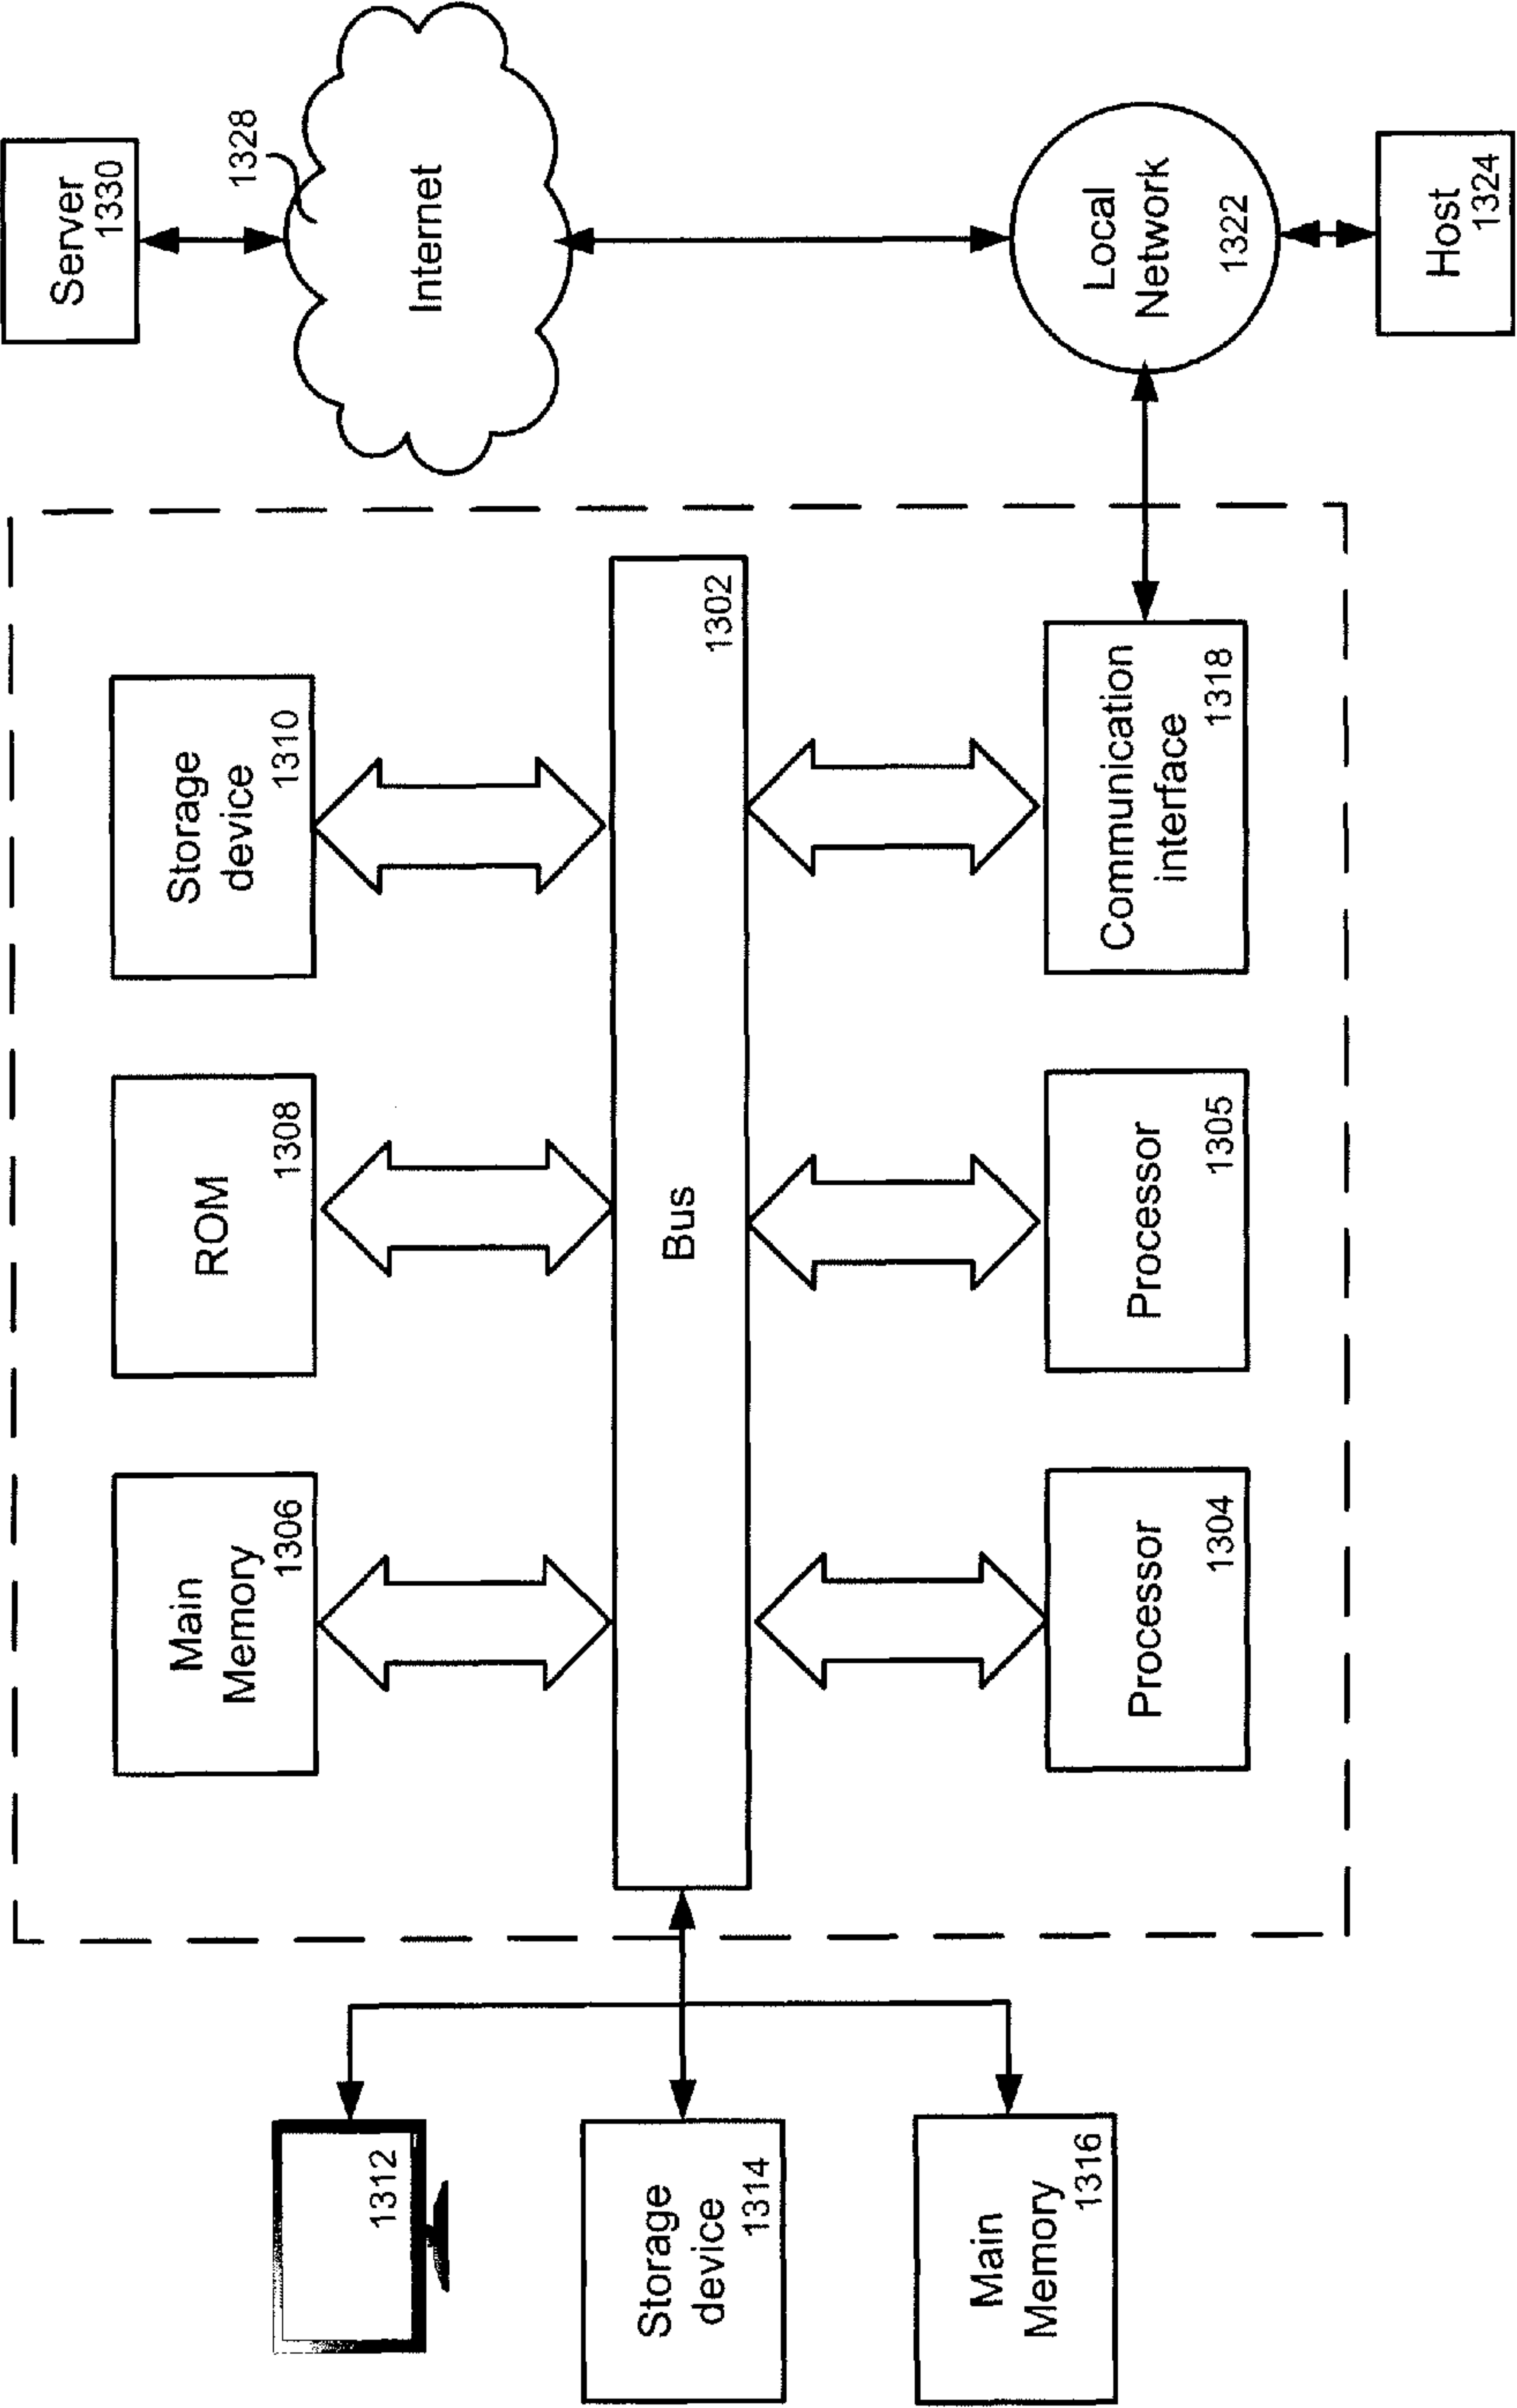 1312
Storage
device
1314
Main
Memory
1316
Main
Memory
1306
ROM
1308
Storage
device
1310
Bus
1302
Processor
1304
Processor
1305
Communication
interface
1318
Server
1330
1328
Internet
Local
Network
1322
Host
1324